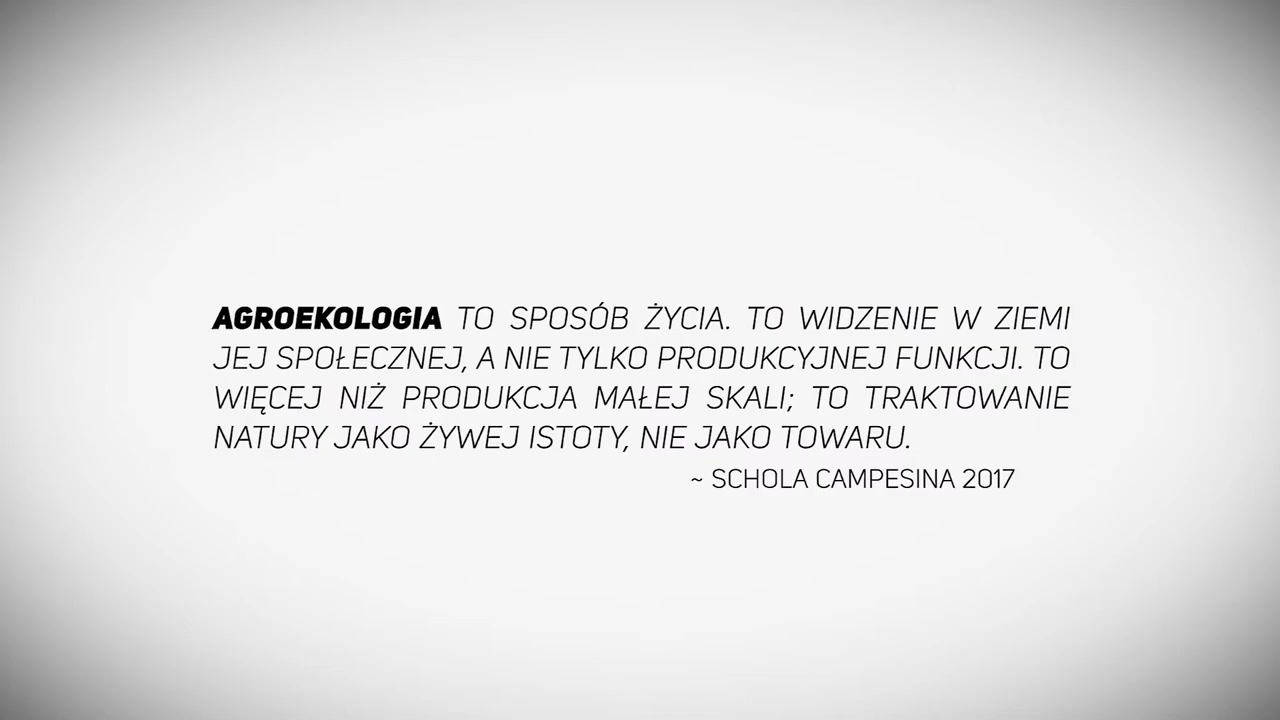 AGROEKOLOGIA TO SPOSÓB ŻYCIA. TO WIDZENIE W ZIEMI
JEJ SPOŁECZNEJ, A NIE TYLKO PRODUKCYJNEJ FUNKCJI. TO
WIĘCEJ NIŻ PRODUKCJA MAŁEJ SKALI; TO TRAKTOWANIE
NATURY JAKO ŻYWEJ ISTOTY, NIE JAKO TOWARU.
~ SCHOLA CAMPESINA 2017